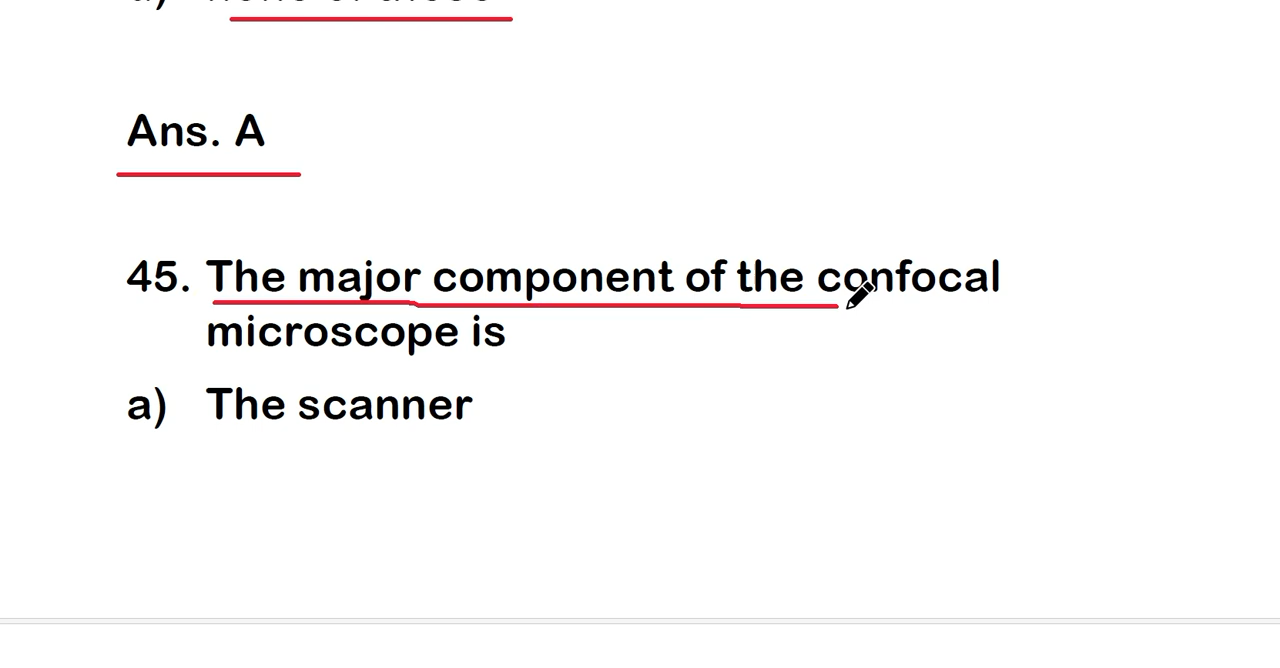 Ans. A
45. The major component of the confocal
microscope is
a) The scanner